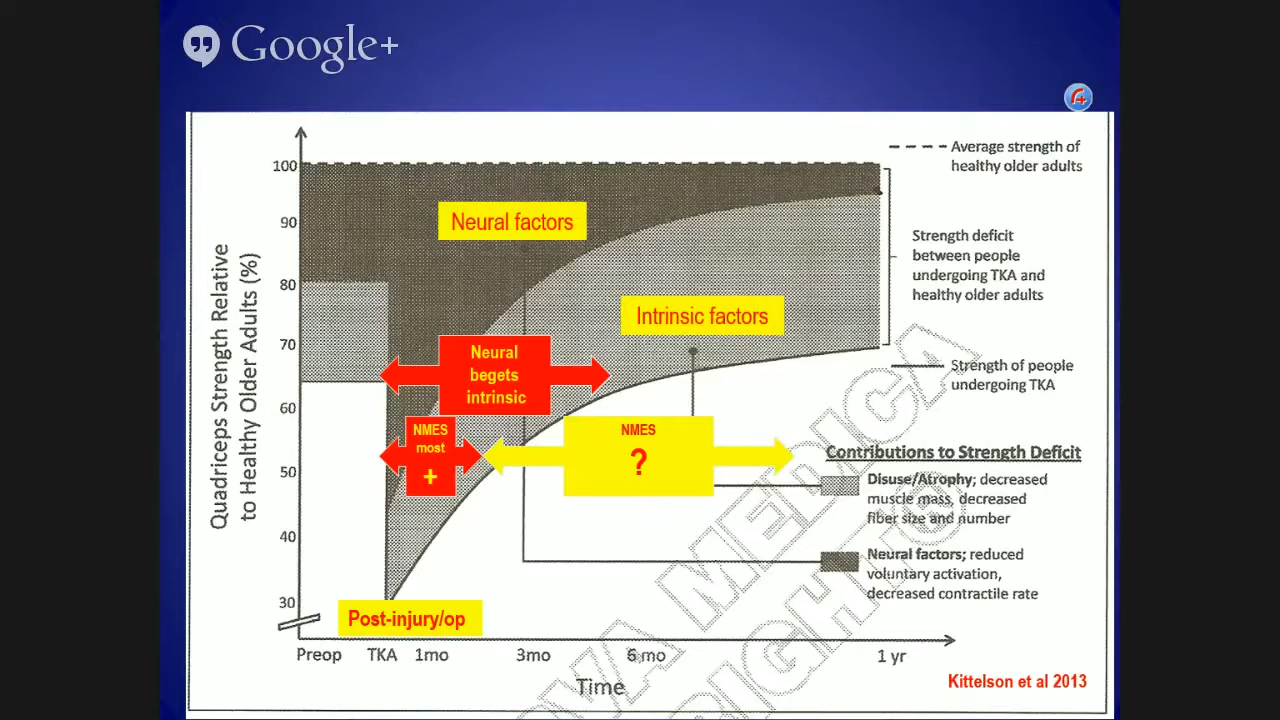 Google+
Average strength of
healthy older adults
100
90
80
70
60
50
40
30
Quadriceps Strength Relative
to Healthy Older Adults (%)
Neural factors
Intrinsic factors
Strength deficit
between people
undergoing TKA and
healthy older adults
Neural
begets
intrinsic
Strength of people
undergoing TKA
NMES
most
+
NMES
?
Contributions to Strength Deficit
Disuse/Atrophy; decreased
muscle mass, decreased
fiber size and number
Neural factors; reduced
voluntary activation,
decreased contractile rate
Post-injury/op
Preop
TKA
1mo
3mo
6 mo
1 yr
Time
Kittelson et al 2013
MEDICA